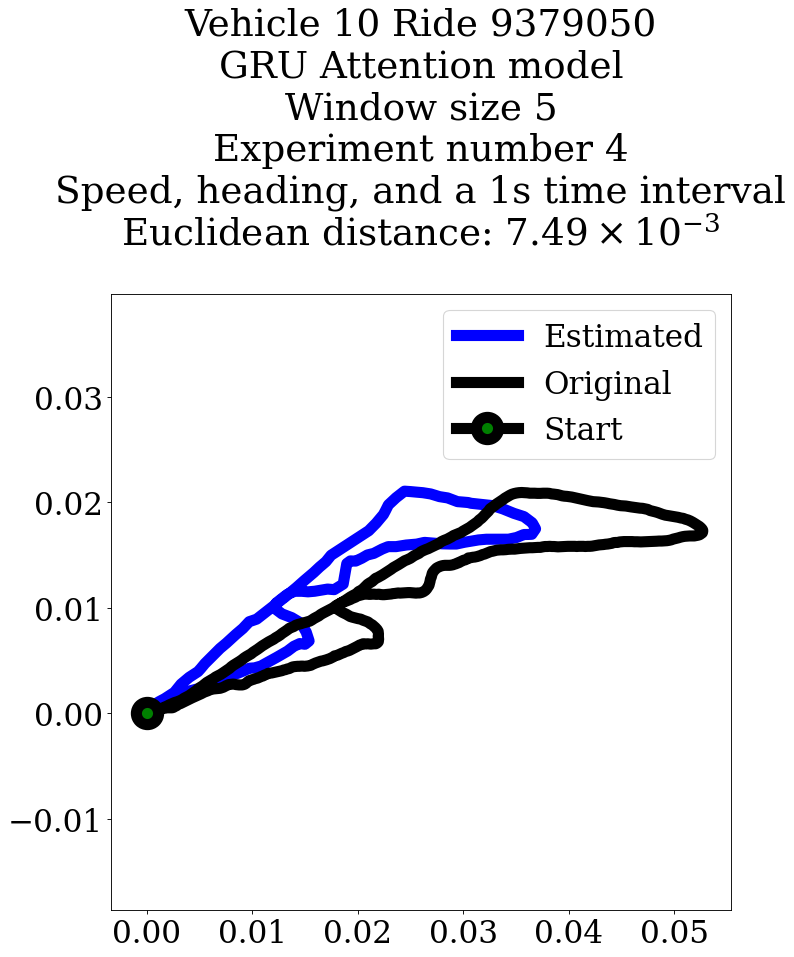 Vehicle 10 Ride 9379050
GRU Attention model
Window size 5
Experiment number 4
Speed, heading, and a 1s time interval
Euclidean distance: 7.49 × 10⁻³
Estimated
Original
Start
0.03
0.02
0.01
0.00
−0.01
0.00 0.01 0.02 0.03 0.04 0.05